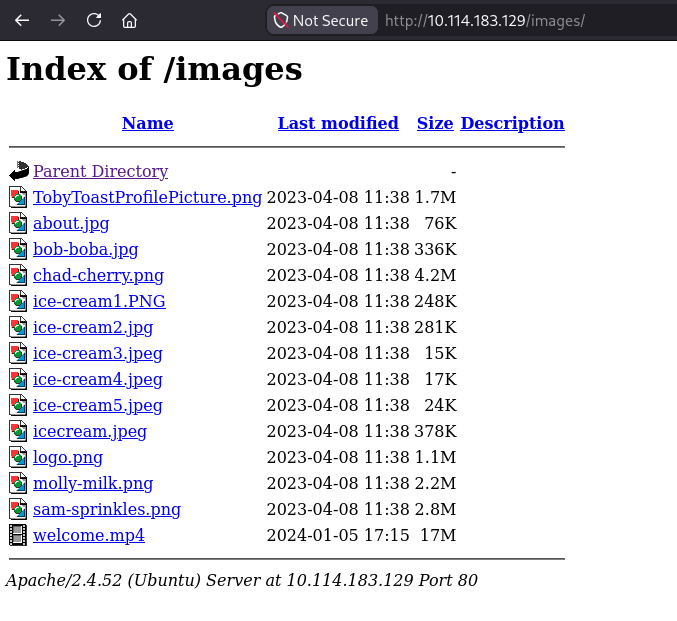 Not Secure http://10.114.183.129/images/
Index of /images
Name Last modified Size Description
Parent Directory -
TobyToastProfilePicture.png 2023-04-08 11:38 1.7M
about.jpg 2023-04-08 11:38 76K
bob-boba.jpg 2023-04-08 11:38 336K
chad-cherry.png 2023-04-08 11:38 4.2M
ice-cream1.PNG 2023-04-08 11:38 248K
ice-cream2.jpg 2023-04-08 11:38 281K
ice-cream3.jpeg 2023-04-08 11:38 15K
ice-cream4.jpeg 2023-04-08 11:38 17K
ice-cream5.jpeg 2023-04-08 11:38 24K
icecream.jpeg 2023-04-08 11:38 378K
logo.png 2023-04-08 11:38 1.1M
molly-milk.png 2023-04-08 11:38 2.2M
sam-sprinkles.png 2023-04-08 11:38 2.8M
welcome.mp4 2024-01-05 17:15 17M
Apache/2.4.52 (Ubuntu) Server at 10.114.183.129 Port 80